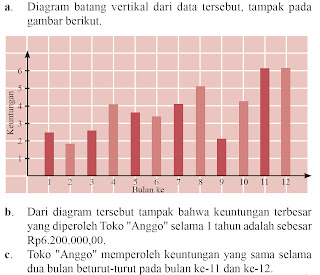 a. Diagram batang vertikal dari data tersebut, tampak pada
gambar berikut.
Keuntungan
6
5
4
3
2
1
1 2 3 4 5 6 7 8 9 10 11 12
Bulan ke
b. Dari diagram tersebut tampak bahwa keuntungan terbesar
yang diperoleh Toko "Anggo" selama 1 tahun adalah sebesar
Rp6.200.000,00.
c. Toko "Anggo" memperoleh keuntungan yang sama selama
dua bulan beturut-turut pada bulan ke-11 dan ke-12.